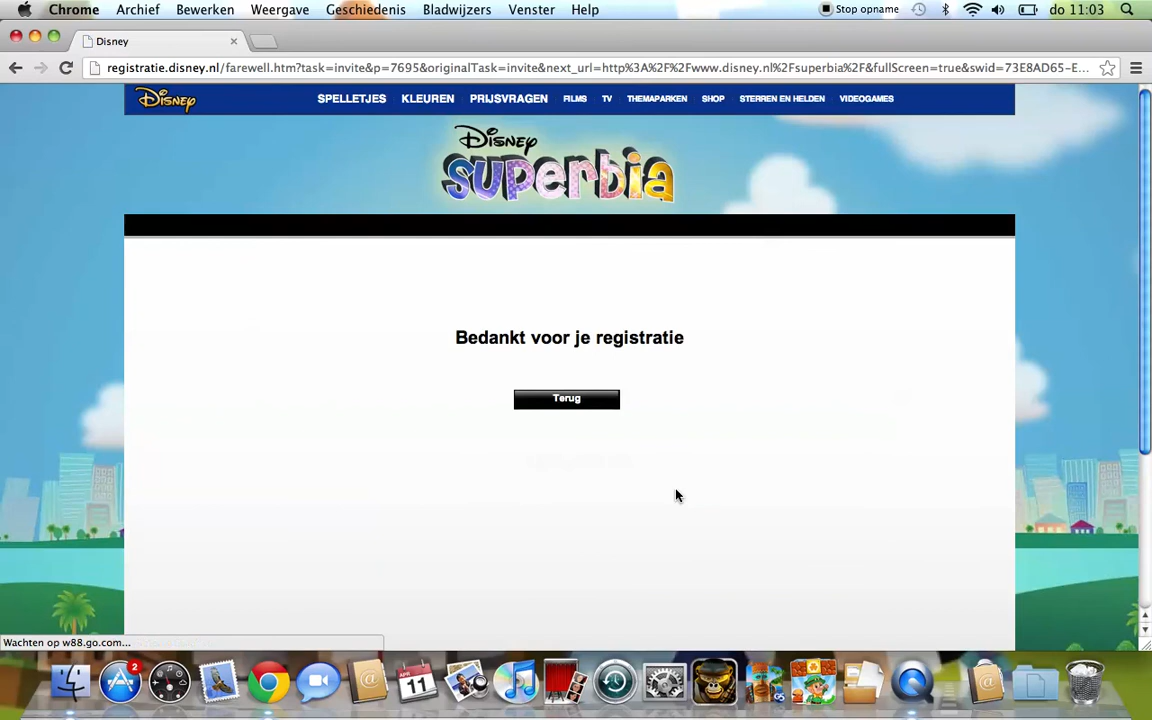 Chrome Archief Bewerken Weergave Geschiedenis Bladwijzers Venster Help Stop opname do 11:03
Disney
registratie.disney.nl/farewell.htm?task=invite&p=7695&originalTask=invite&next_url=http%3A%2F%2Fwww.disney.nl%2Fsuperbia%2F&fullScreen=true&swid=73E8AD65-E...
Disney SPELLETJES KLEUREN PRIJSVRAGEN FILMS TV THEMAPARKEN SHOP STERREN EN HELDEN VIDEOGAMES
Disney
superbia
Bedankt voor je registratie
Terug
Wachten op w88.go.com...
2
11